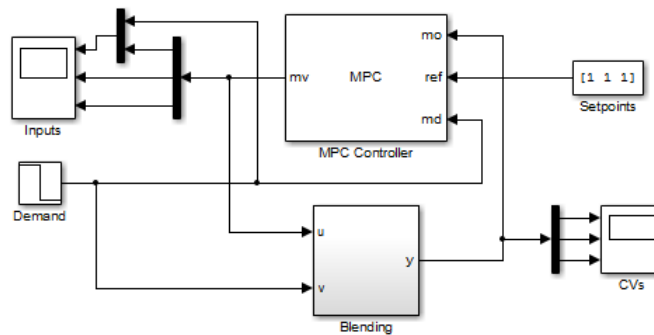 mo
mv
MPC
ref
[1 1 1]
Inputs
Setpoints
md
MPC Controller
Demand
u
y
v
CVs
Blending